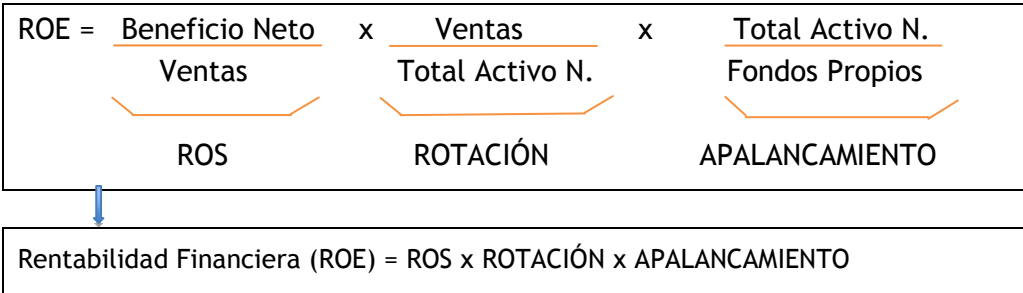 ROE = Beneficio Neto x Ventas x Total Activo N.
Ventas Total Activo N. Fondos Propios
ROS ROTACIÓN APALANCAMIENTO
Rentabilidad Financiera (ROE) = ROS x ROTACIÓN x APALANCAMIENTO